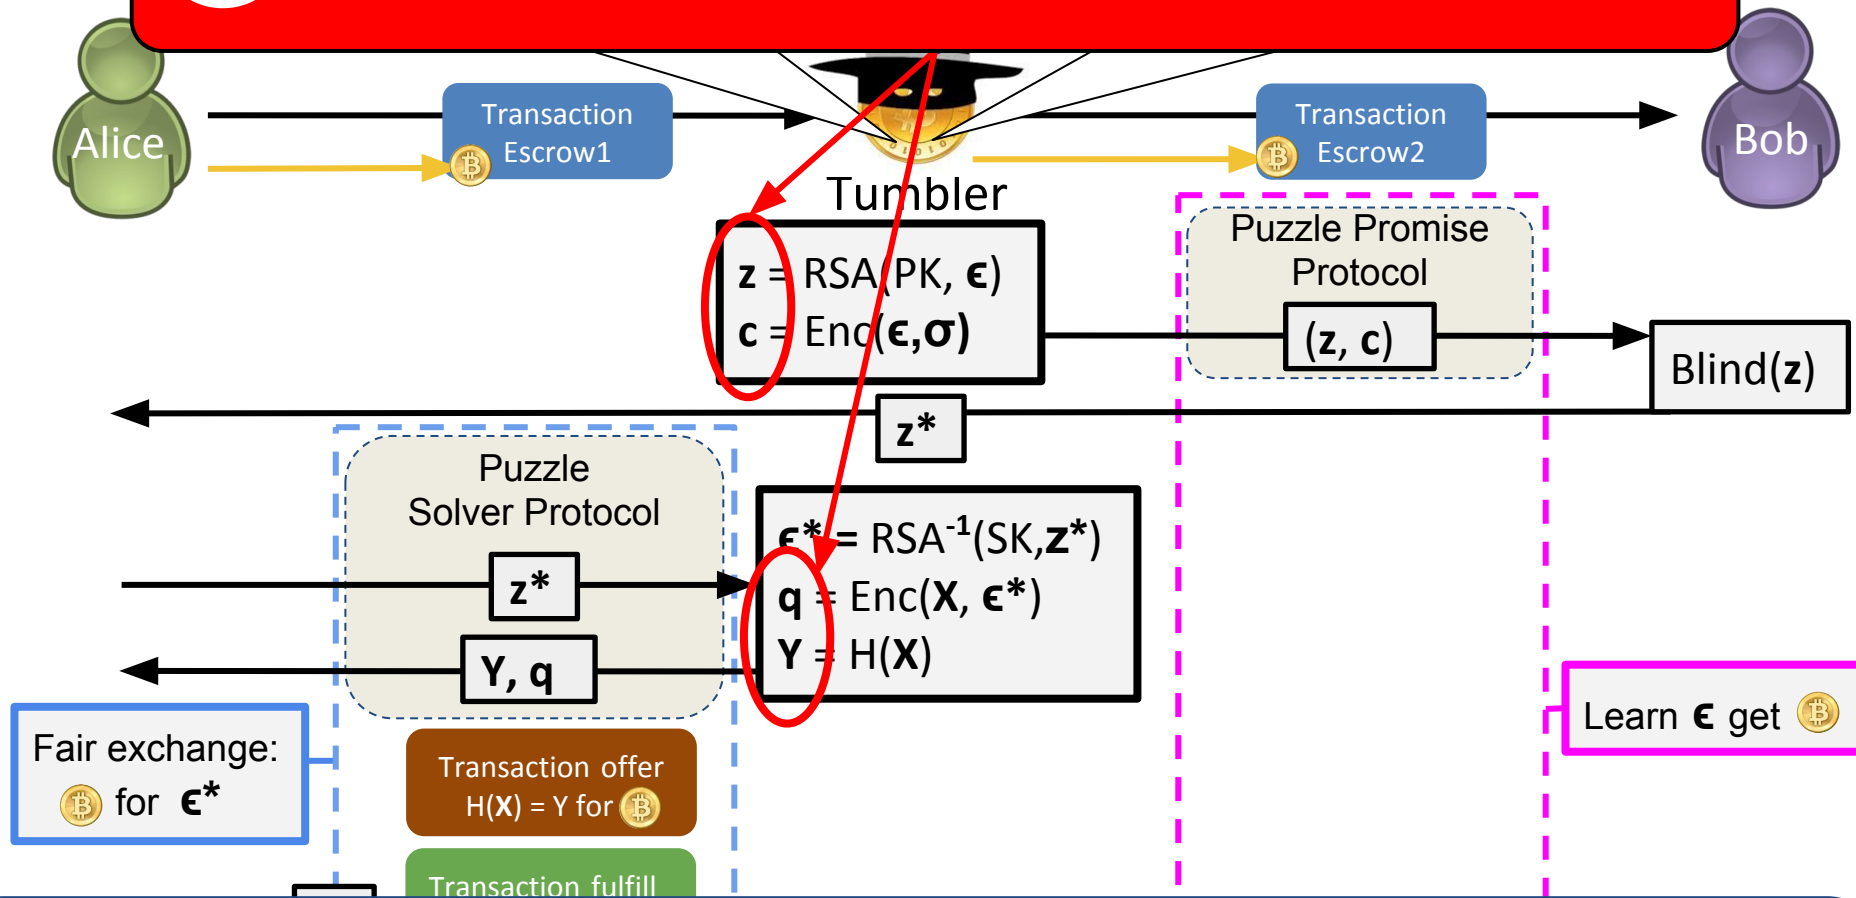 Alice
Transaction
Escrow1
Transaction
Escrow2
Bob
Tumbler
Puzzle Promise
Protocol
z = RSA(PK, ϵ)
c = Enc(ϵ,σ)
(z, c)
Blind(z)
z*
Puzzle
Solver Protocol
z*
ϵ* = RSA⁻¹(SK,z*)
q = Enc(X, ϵ*)
Y = H(X)
Y, q
Learn ϵ get
Fair exchange:
for ϵ*
Transaction offer
H(X) = Y for
Transaction fulfill